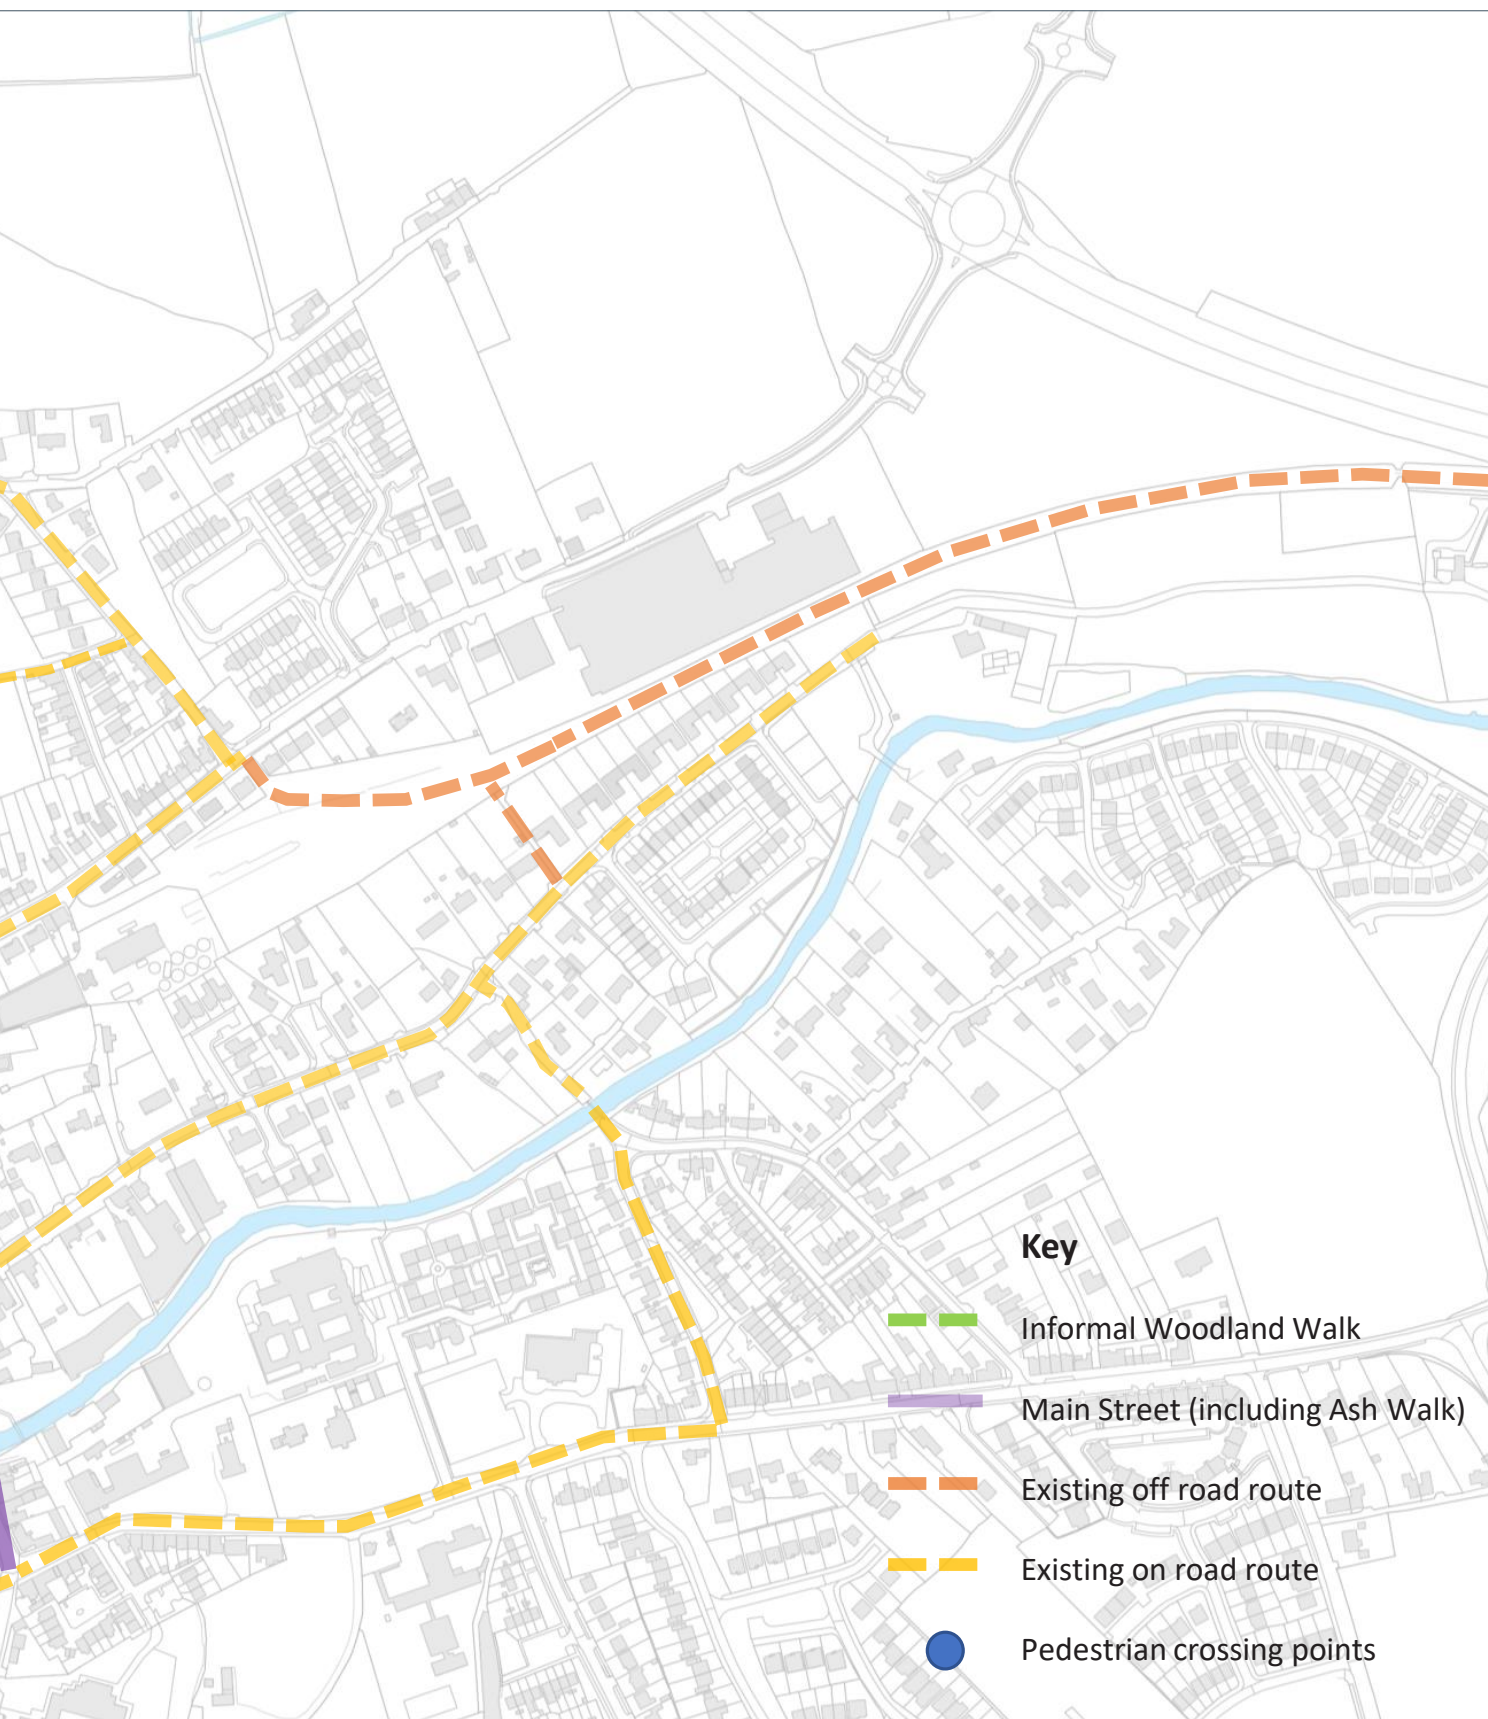 Key
Informal Woodland Walk
Main Street (including Ash Walk)
Existing off road route
Existing on road route
Pedestrian crossing points